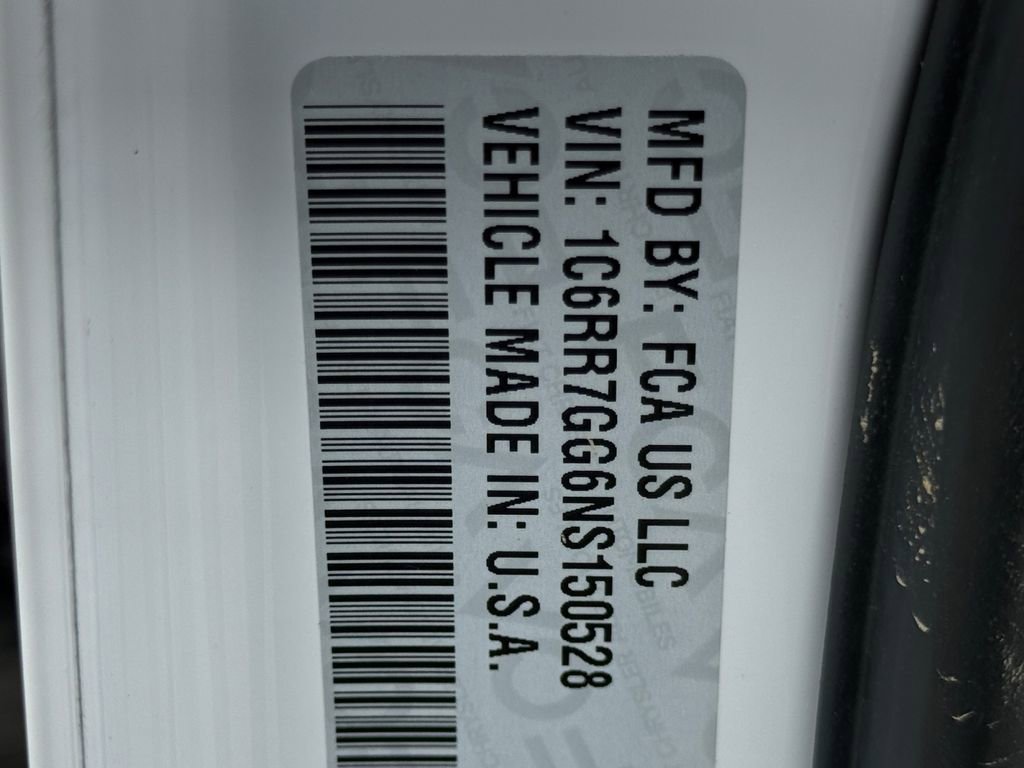 MFD BY: FCA US LLC
VIN: 1C6RR7GG6NS150528
VEHICLE MADE IN: U.S.A.